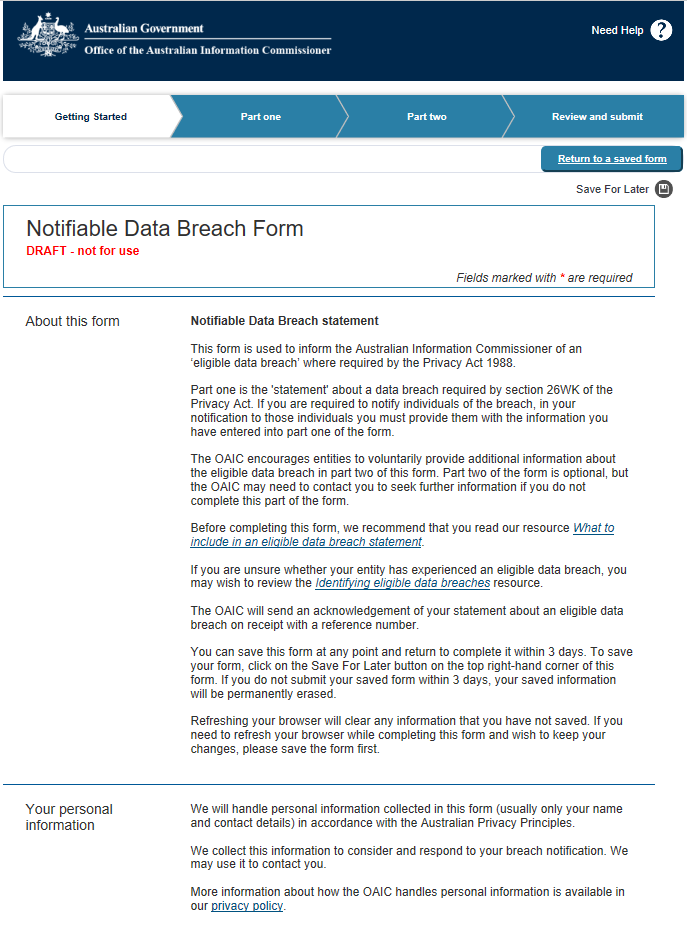 Australian Government
Office of the Australian Information Commissioner
Need Help ?
Getting Started
Part one
Part two
Review and submit
Return to a saved form
Save For Later
Notifiable Data Breach Form
DRAFT - not for use
Fields marked with * are required
About this form
Notifiable Data Breach statement
This form is used to inform the Australian Information Commissioner of an
‘eligible data breach’ where required by the Privacy Act 1988.
Part one is the 'statement' about a data breach required by section 26WK of the
Privacy Act. If you are required to notify individuals of the breach, in your
notification to those individuals you must provide them with the information you
have entered into part one of the form.
The OAIC encourages entities to voluntarily provide additional information about
the eligible data breach in part two of this form. Part two of the form is optional, but
the OAIC may need to contact you to seek further information if you do not
complete this part of the form.
Before completing this form, we recommend that you read our resource What to
include in an eligible data breach statement.
If you are unsure whether your entity has experienced an eligible data breach, you
may wish to review the Identifying eligible data breaches resource.
The OAIC will send an acknowledgement of your statement about an eligible data
breach on receipt with a reference number.
You can save this form at any point and return to complete it within 3 days. To save
your form, click on the Save For Later button on the top right-hand corner of this
form. If you do not submit your saved form within 3 days, your saved information
will be permanently erased.
Refreshing your browser will clear any information that you have not saved. If you
need to refresh your browser while completing this form and wish to keep your
changes, please save the form first.
Your personal
information
We will handle personal information collected in this form (usually only your name
and contact details) in accordance with the Australian Privacy Principles.
We collect this information to consider and respond to your breach notification. We
may use it to contact you.
More information about how the OAIC handles personal information is available in
our privacy policy.